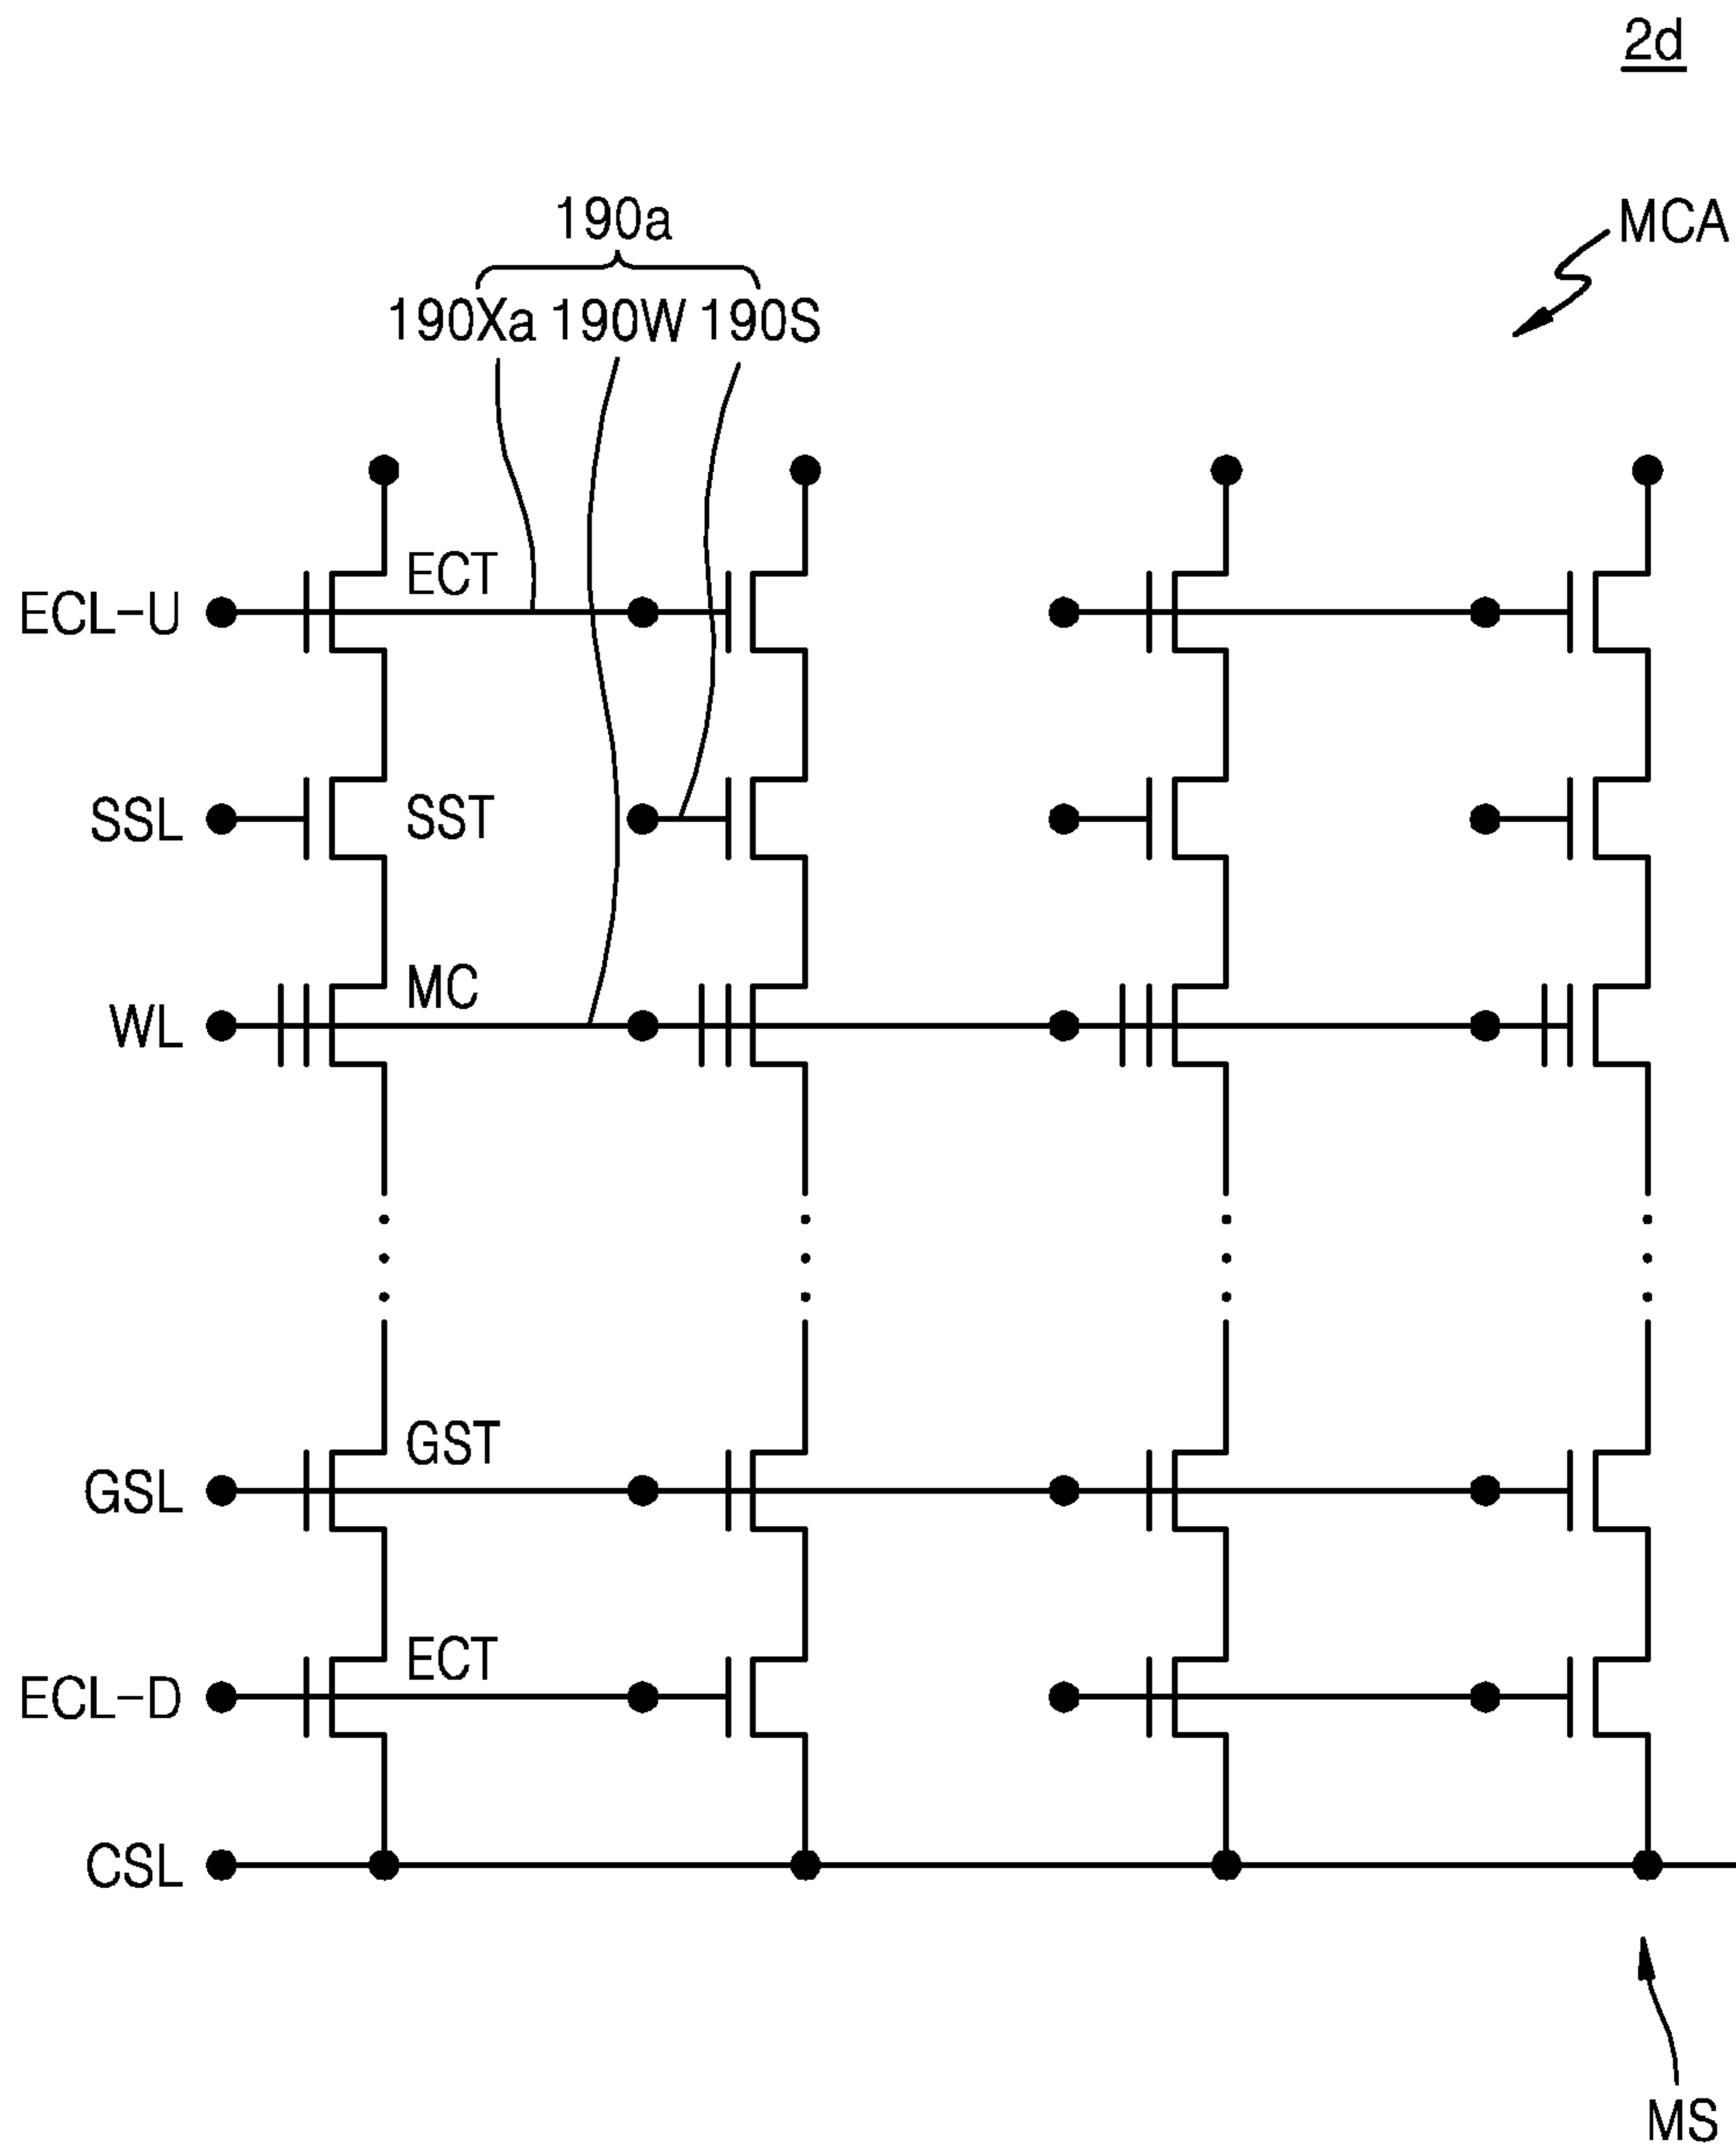 2d
MCA
190a
190Xa 190W 190S
ECT
ECL-U
SSL
SST
MC
WL
GST
GSL
ECT
ECL-D
CSL
MS